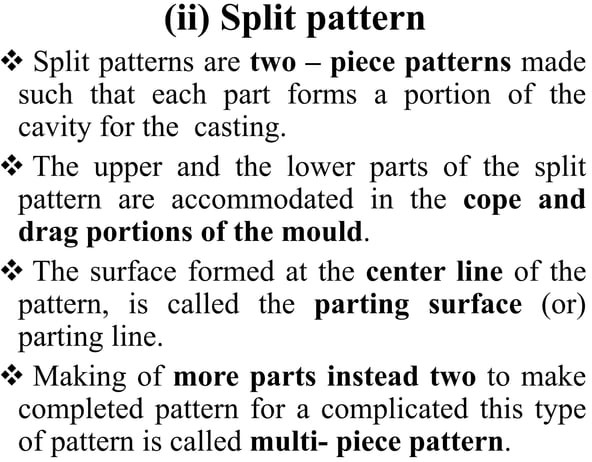 (ii) Split pattern
❖ Split patterns are two – piece patterns made
such that each part forms a portion of the
cavity for the casting.
❖ The upper and the lower parts of the split
pattern are accommodated in the cope and
drag portions of the mould.
❖ The surface formed at the center line of the
pattern, is called the parting surface (or)
parting line.
❖ Making of more parts instead two to make
completed pattern for a complicated this type
of pattern is called multi- piece pattern.